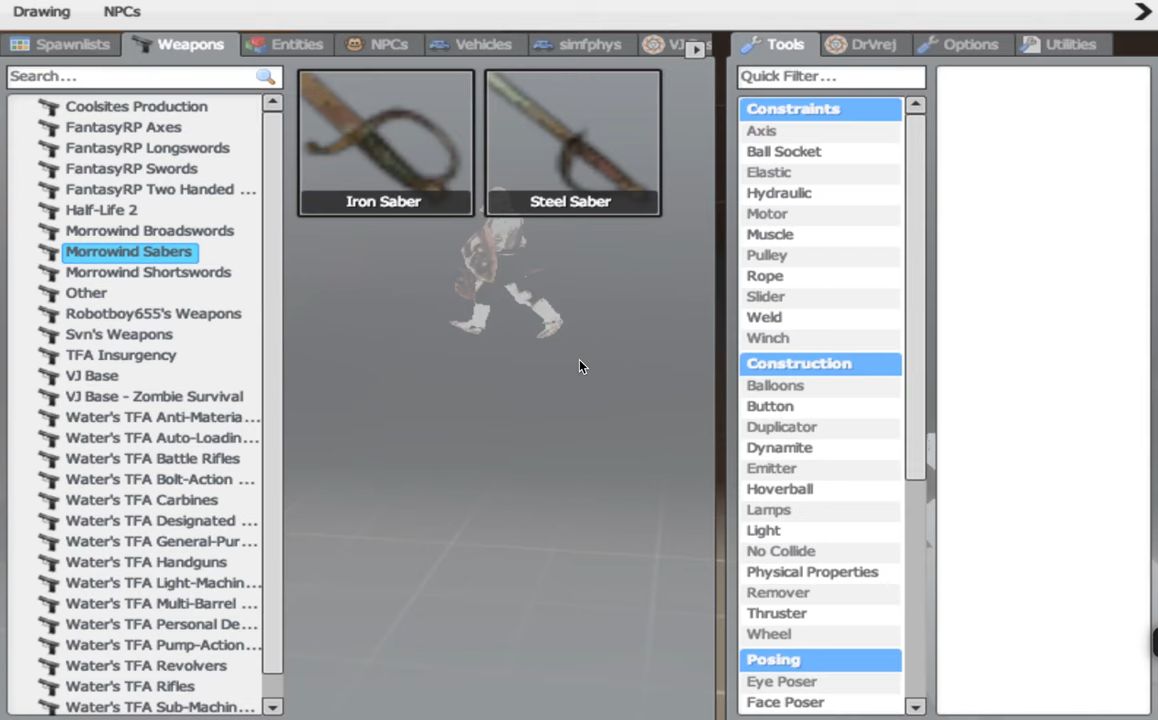 Drawing NPCs
Spawnlists Weapons Entities NPCs Vehicles simfphys
Tools DrVrej Options Utilities
Search...
Coolsites Production
FantasyRP Axes
FantasyRP Longswords
FantasyRP Swords
FantasyRP Two Handed ...
Half-Life 2
Morrowind Broadswords
Morrowind Sabers
Morrowind Shortswords
Other
Robotboy655's Weapons
Svn's Weapons
TFA Insurgency
VJ Base
VJ Base - Zombie Survival
Water's TFA Anti-Materia...
Water's TFA Auto-Loadin...
Water's TFA Battle Rifles
Water's TFA Bolt-Action ...
Water's TFA Carbines
Water's TFA Designated ...
Water's TFA General-Pur...
Water's TFA Handguns
Water's TFA Light-Machin...
Water's TFA Multi-Barrel ...
Water's TFA Personal De...
Water's TFA Pump-Action...
Water's TFA Revolvers
Water's TFA Rifles
Water's TFA Sub-Machin...
Iron Saber
Steel Saber
Quick Filter...
Constraints
Axis
Ball Socket
Elastic
Hydraulic
Motor
Muscle
Pulley
Rope
Slider
Weld
Winch
Construction
Balloons
Button
Duplicator
Dynamite
Emitter
Hoverball
Lamps
Light
No Collide
Physical Properties
Remover
Thruster
Wheel
Posing
Eye Poser
Face Poser